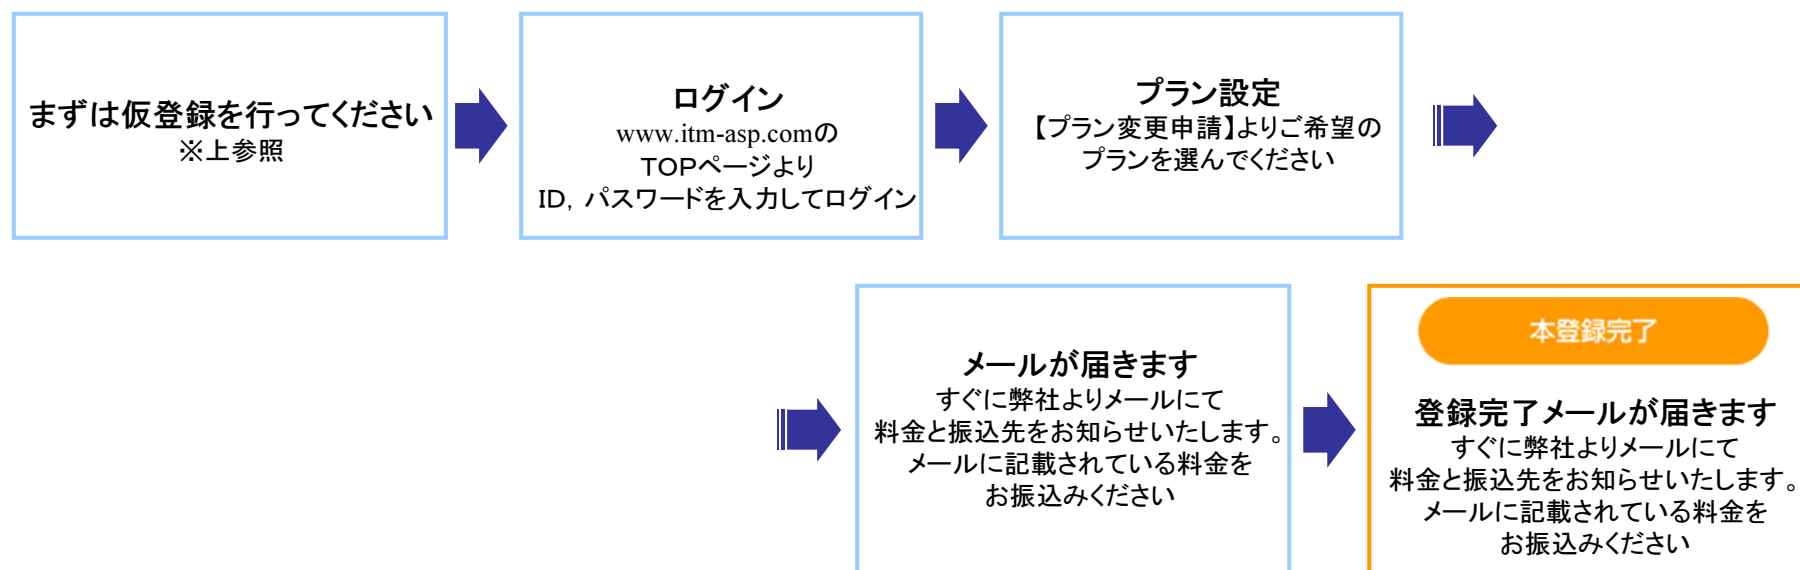 まずは仮登録を行ってください
※上参照
ログイン
www.itm-asp.comの
TOPページより
ID，パスワードを入力してログイン
プラン設定
【プラン変更申請】よりご希望の
プランを選んでください
メールが届きます
すぐに弊社よりメールにて
料金と振込先をお知らせいたします。
メールに記載されている料金を
お振込みください
本登録完了
登録完了メールが届きます
すぐに弊社よりメールにて
料金と振込先をお知らせいたします。
メールに記載されている料金を
お振込みください